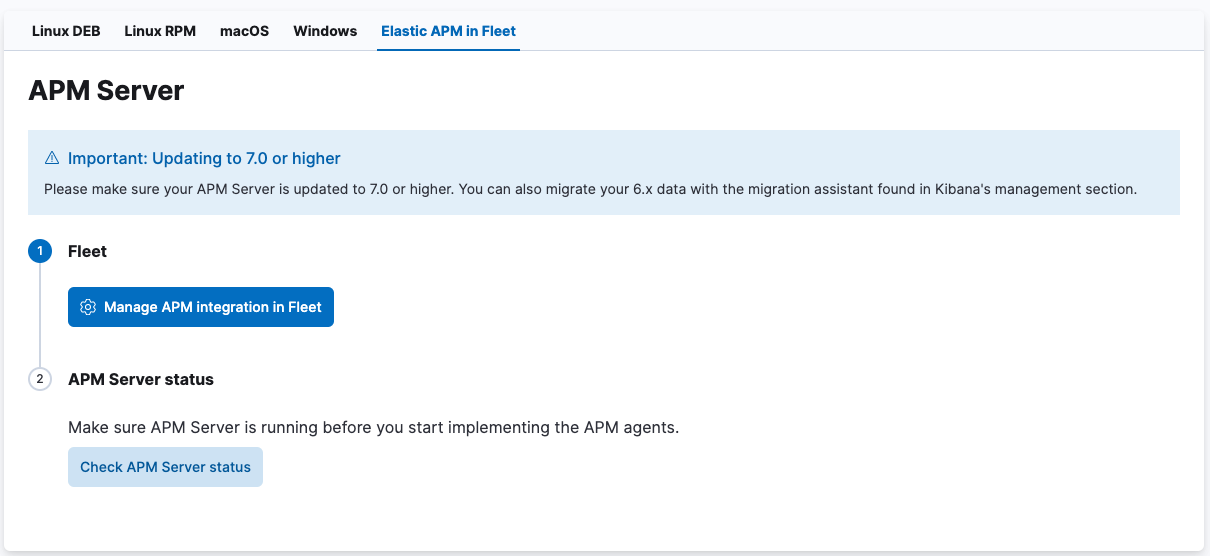 Linux DEB Linux RPM macOS Windows Elastic APM in Fleet
APM Server
Important: Updating to 7.0 or higher
Please make sure your APM Server is updated to 7.0 or higher. You can also migrate your 6.x data with the migration assistant found in Kibana's management section.
1 Fleet
Manage APM integration in Fleet
2 APM Server status
Make sure APM Server is running before you start implementing the APM agents.
Check APM Server status